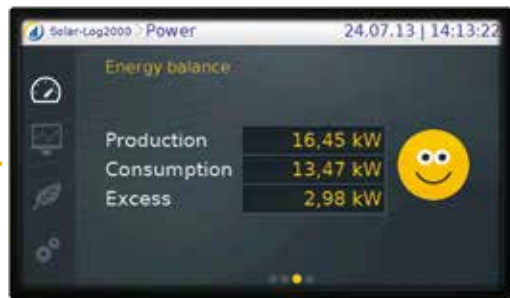 Solar-Log2000 > Power 24.07.13 | 14:13:22
Energy balance
Production 16,45 kW
Consumption 13,47 kW
Excess 2,98 kW